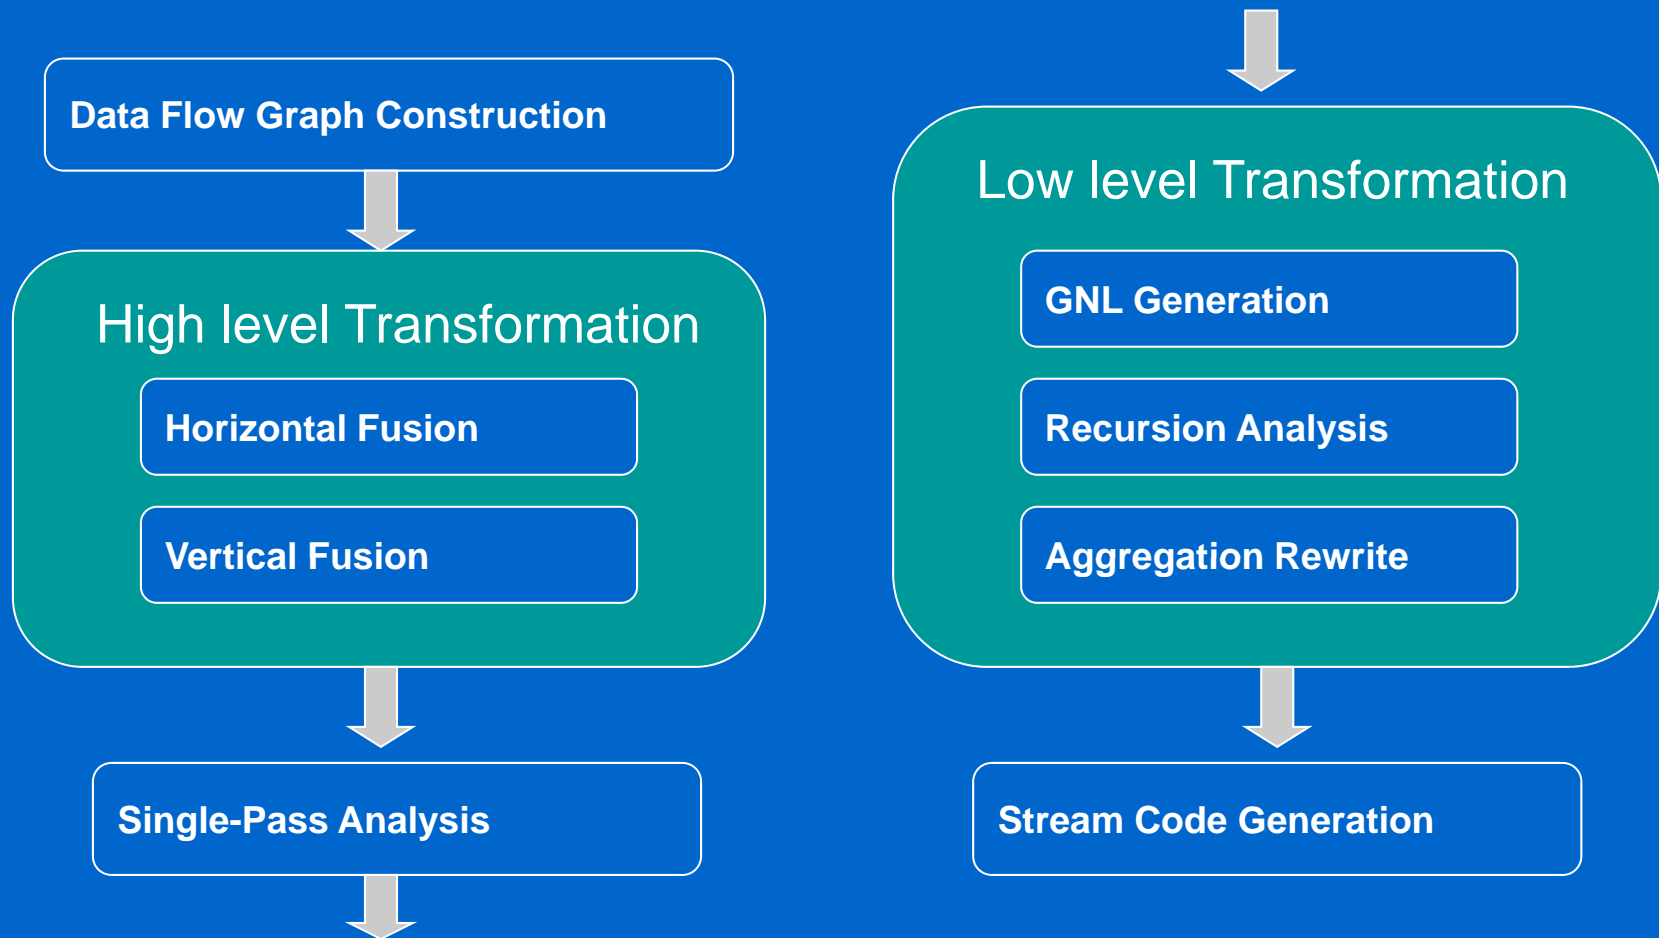 Data Flow Graph Construction
High level Transformation
Horizontal Fusion
Vertical Fusion
Single-Pass Analysis
Low level Transformation
GNL Generation
Recursion Analysis
Aggregation Rewrite
Stream Code Generation